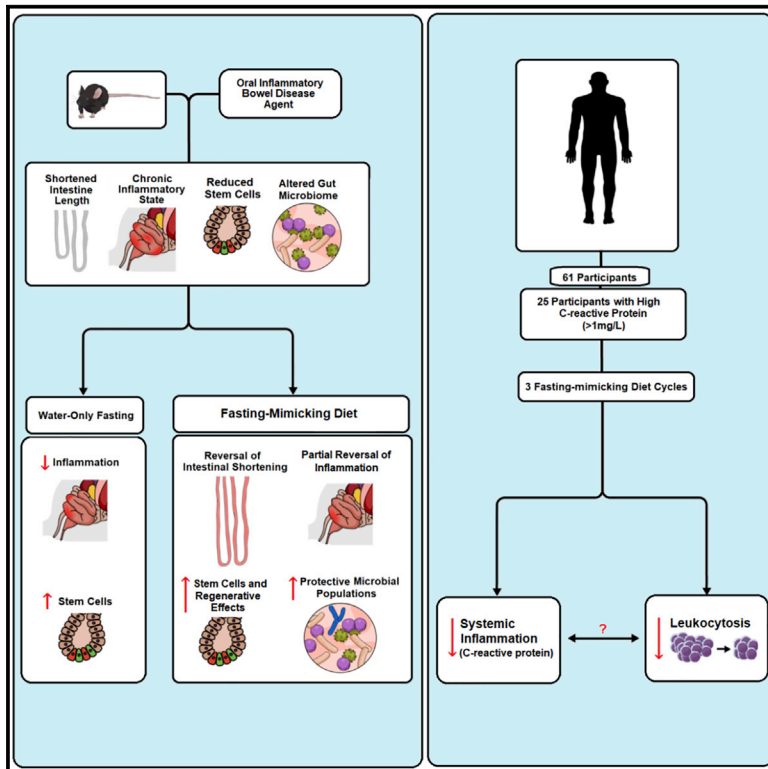 Oral Inflammatory
Bowel Disease
Agent
Shortened
Intestine
Length
Chronic
Inflammatory
State
Reduced
Stem Cells
Altered Gut
Microbiome
Water-Only Fasting
Inflammation
Stem Cells
Fasting-Mimicking Diet
Reversal of
Intestinal Shortening
Partial Reversal of
Inflammation
Stem Cells and
Regenerative
Effects
Protective Microbial
Populations
61 Participants
25 Participants with High
C-reactive Protein
(>1mg/L)
3 Fasting-mimicking Diet Cycles
Systemic
Inflammation
(C-reactive protein)
?
Leukocytosis